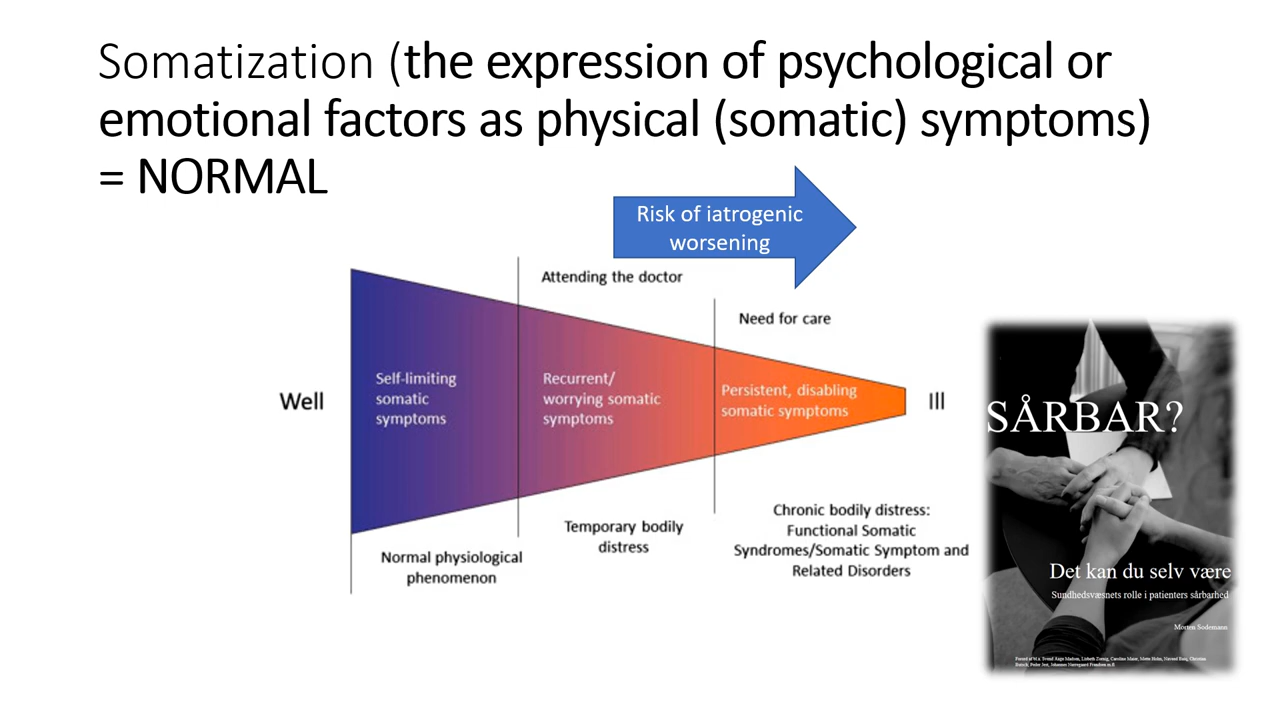 Somatization (the expression of psychological or
emotional factors as physical (somatic) symptoms)
= NORMAL
Risk of iatrogenic
worsening
Attending the doctor
Need for care
Well
Self-limiting
somatic
symptoms
Recurrent/
worrying somatic
symptoms
Persistent, disabling
somatic symptoms
Ill
Normal physiological
phenomenon
Temporary bodily
distress
Chronic bodily distress:
Functional Somatic
Syndromes/Somatic Symptom and
Related Disorders
SÅRBAR?
Det kan du selv være
Sundhedsvæsnets rolle i patienters sårbarhed
Morten Sodemann